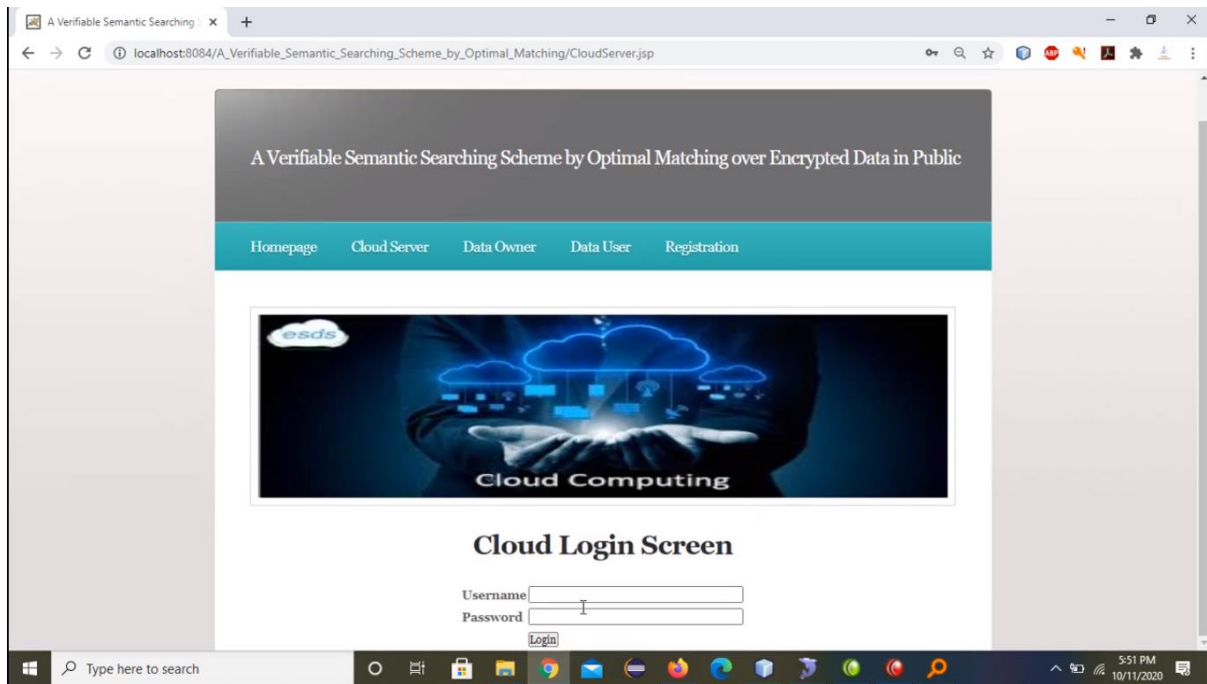 A Verifiable Semantic Searching
localhost:8084/A_Verifiable_Semantic_Searching_Scheme_by_Optimal_Matching/CloudServer.jsp
ABP
A Verifiable Semantic Searching Scheme by Optimal Matching over Encrypted Data in Public
Homepage Cloud Server Data Owner Data User Registration
esds
Cloud Computing
Cloud Login Screen
Username
Password
Login
Type here to search
5:51 PM
10/11/2020